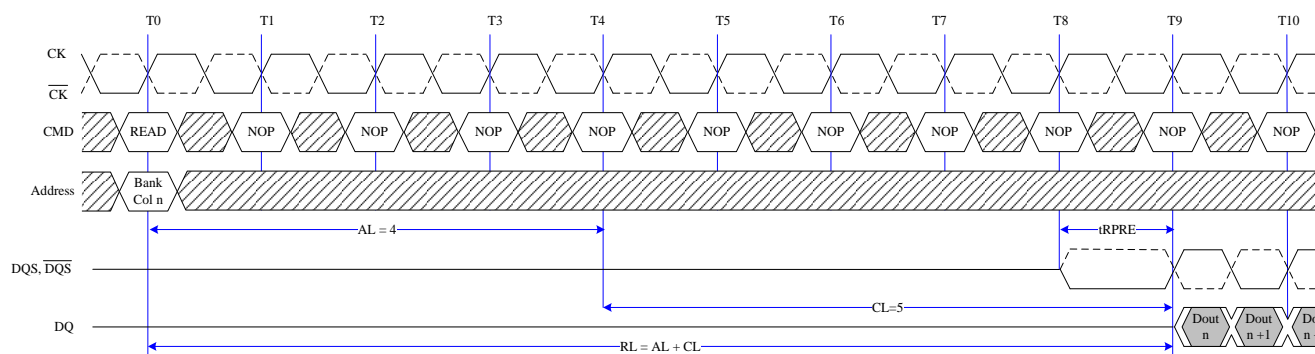 T0 T1 T2 T3 T4 T5 T6 T7 T8 T9 T10
CK
CK
CMD READ NOP NOP NOP NOP NOP NOP NOP NOP NOP NOP
Address Bank
Col n
AL = 4 tRPRE
DQS, DQS
CL=5
DQ Dout Dout Do
n n +1 n
RL = AL + CL